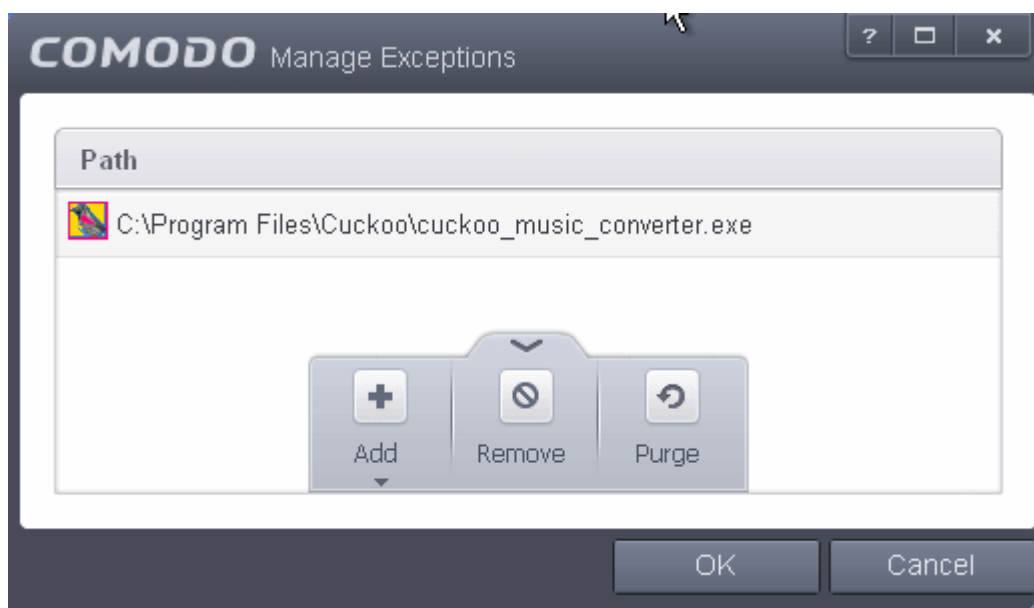 COMODO Manage Exceptions
?
Path
C:\Program Files\Cuckoo\cuckoo_music_converter.exe
Add Remove Purge
OK Cancel